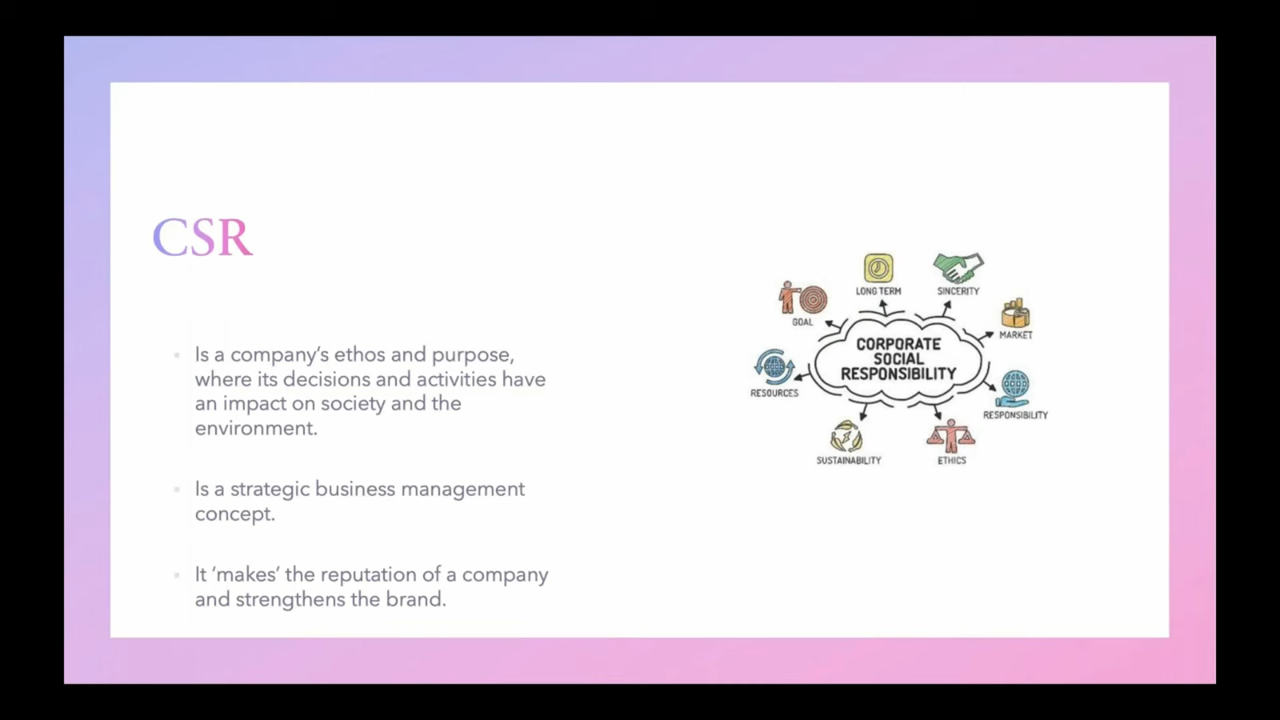 CSR
Is a company's ethos and purpose,
where its decisions and activities have
an impact on society and the
environment.
Is a strategic business management
concept.
It 'makes' the reputation of a company
and strengthens the brand.
LONG TERM
SINCERITY
GOAL
MARKET
CORPORATE
SOCIAL
RESPONSIBILITY
RESOURCES
RESPONSIBILITY
SUSTAINABILITY
ETHICS